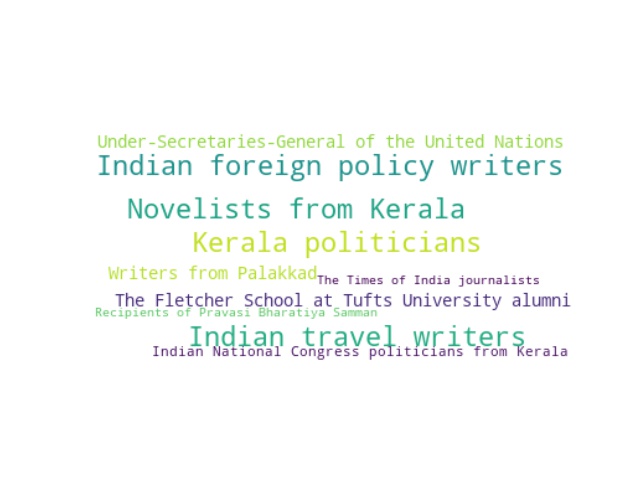 Under-Secretaries-General of the United Nations
Indian foreign policy writers
Novelists from Kerala
Kerala politicians
Writers from Palakkad
The Times of India journalists
The Fletcher School at Tufts University alumni
Recipients of Pravasi Bharatiya Samman
Indian travel writers
Indian National Congress politicians from Kerala